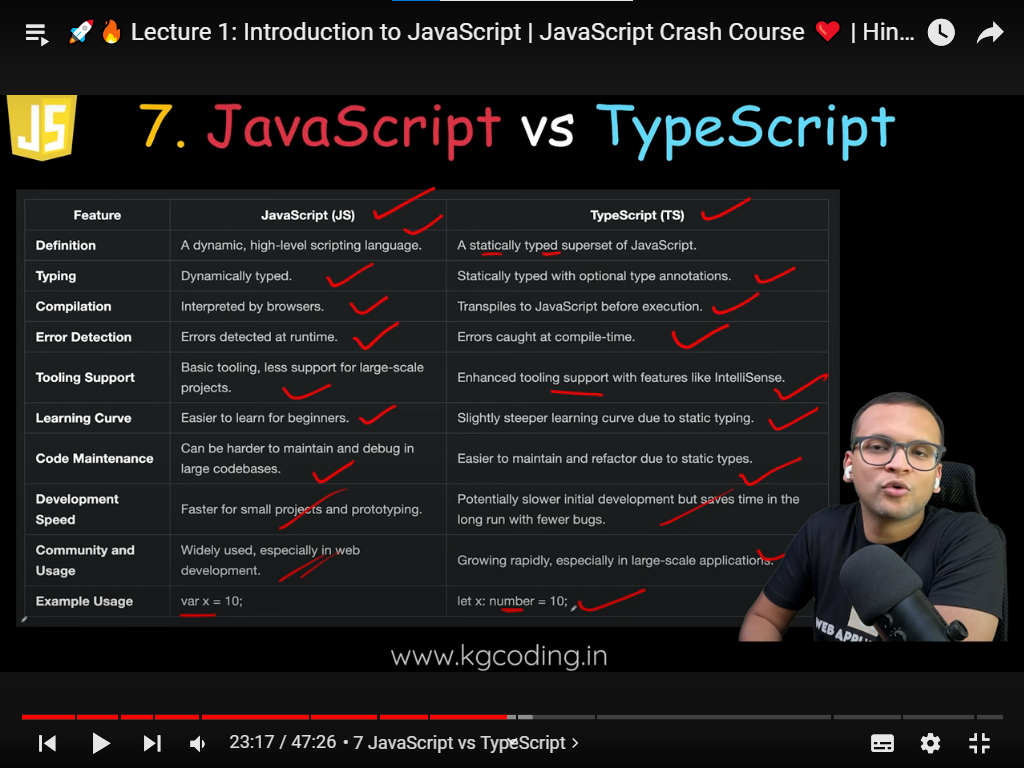 🚀🔥 Lecture 1: Introduction to JavaScript | JavaScript Crash Course ❤️ | Hin...
JS
7. JavaScript vs TypeScript
Feature JavaScript (JS) TypeScript (TS)
Definition A dynamic, high-level scripting language. A statically typed superset of JavaScript.
Typing Dynamically typed. Statically typed with optional type annotations.
Compilation Interpreted by browsers. Transpiles to JavaScript before execution.
Error Detection Errors detected at runtime. Errors caught at compile-time.
Tooling Support Basic tooling, less support for large-scale projects. Enhanced tooling support with features like IntelliSense.
Learning Curve Easier to learn for beginners. Slightly steeper learning curve due to static typing.
Code Maintenance Can be harder to maintain and debug in large codebases. Easier to maintain and refactor due to static types.
Development Speed Faster for small projects and prototyping. Potentially slower initial development but saves time in the long run with fewer bugs.
Community and Usage Widely used, especially in web development. Growing rapidly, especially in large-scale applications.
Example Usage var x = 10; let x: number = 10;
WEB
www.kgcoding.in
23:17 / 47:26 • 7 JavaScript vs TypeScript >